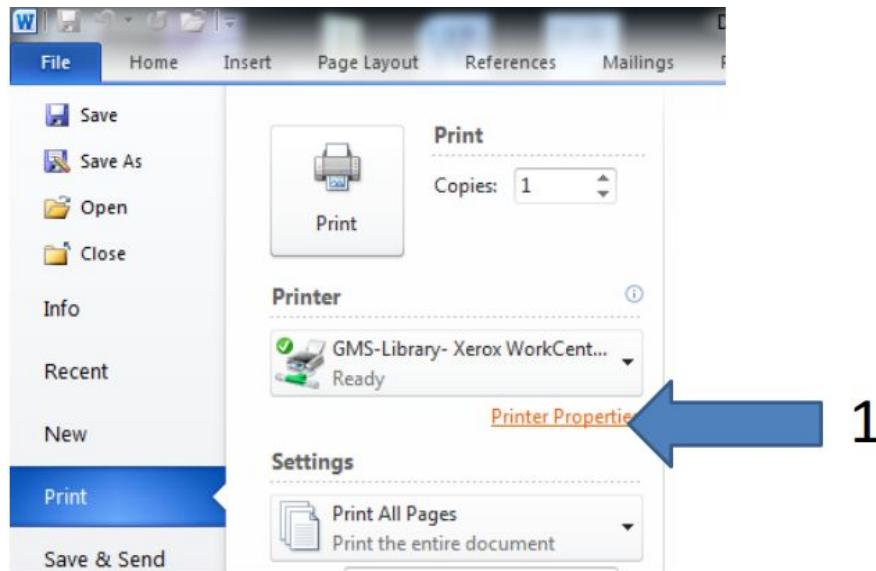 W
File Home Insert Page Layout References Mailings
Save
Save As
Open
Close
Info
Recent
New
Print
Save & Send
Print
Print
Copies: 1
Printer
GMS-Library- Xerox WorkCent...
Ready
Printer
1
Settings
Print All Pages
Print the entire document